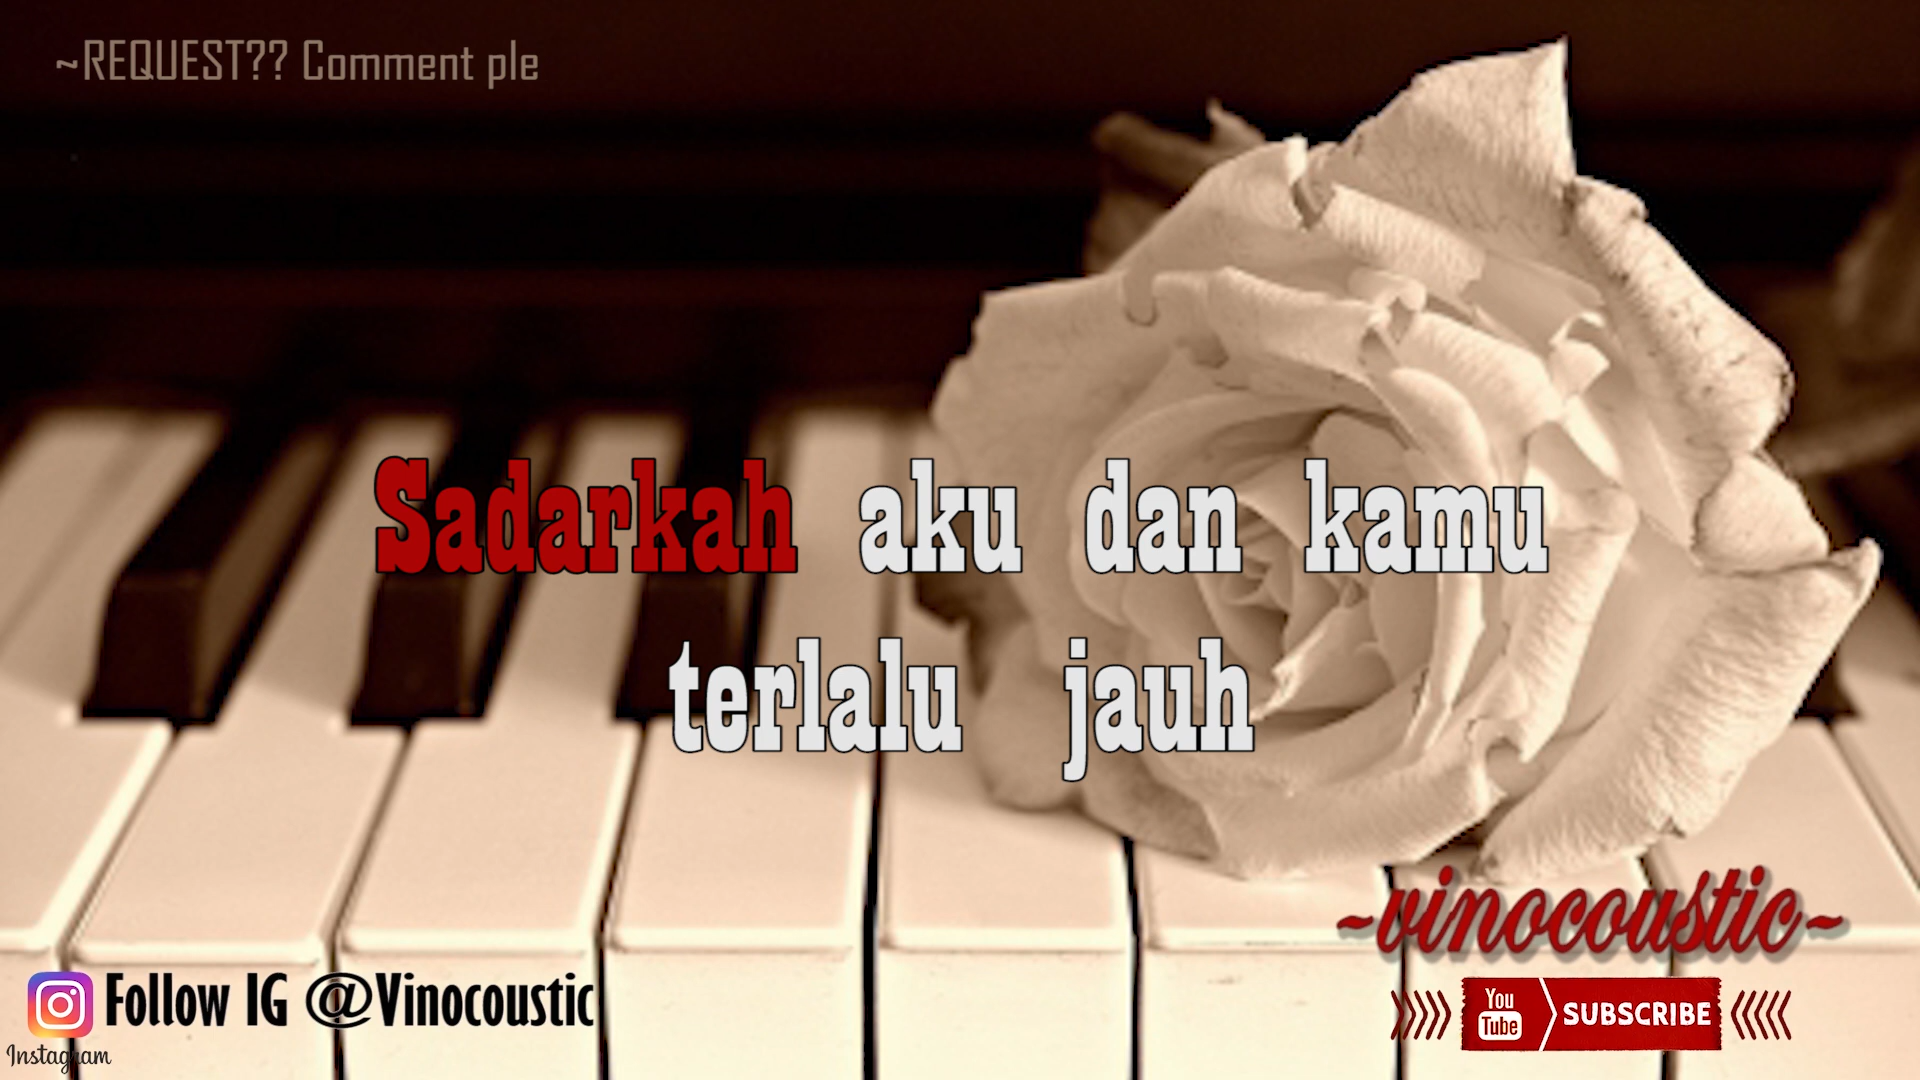 ~REQUEST?? Comment ple
Sadarkah aku dan kamu
terlalu jauh
~vinocoustic~
Follow IG @Vinocoustic
You Tube SUBSCRIBE
Instagram